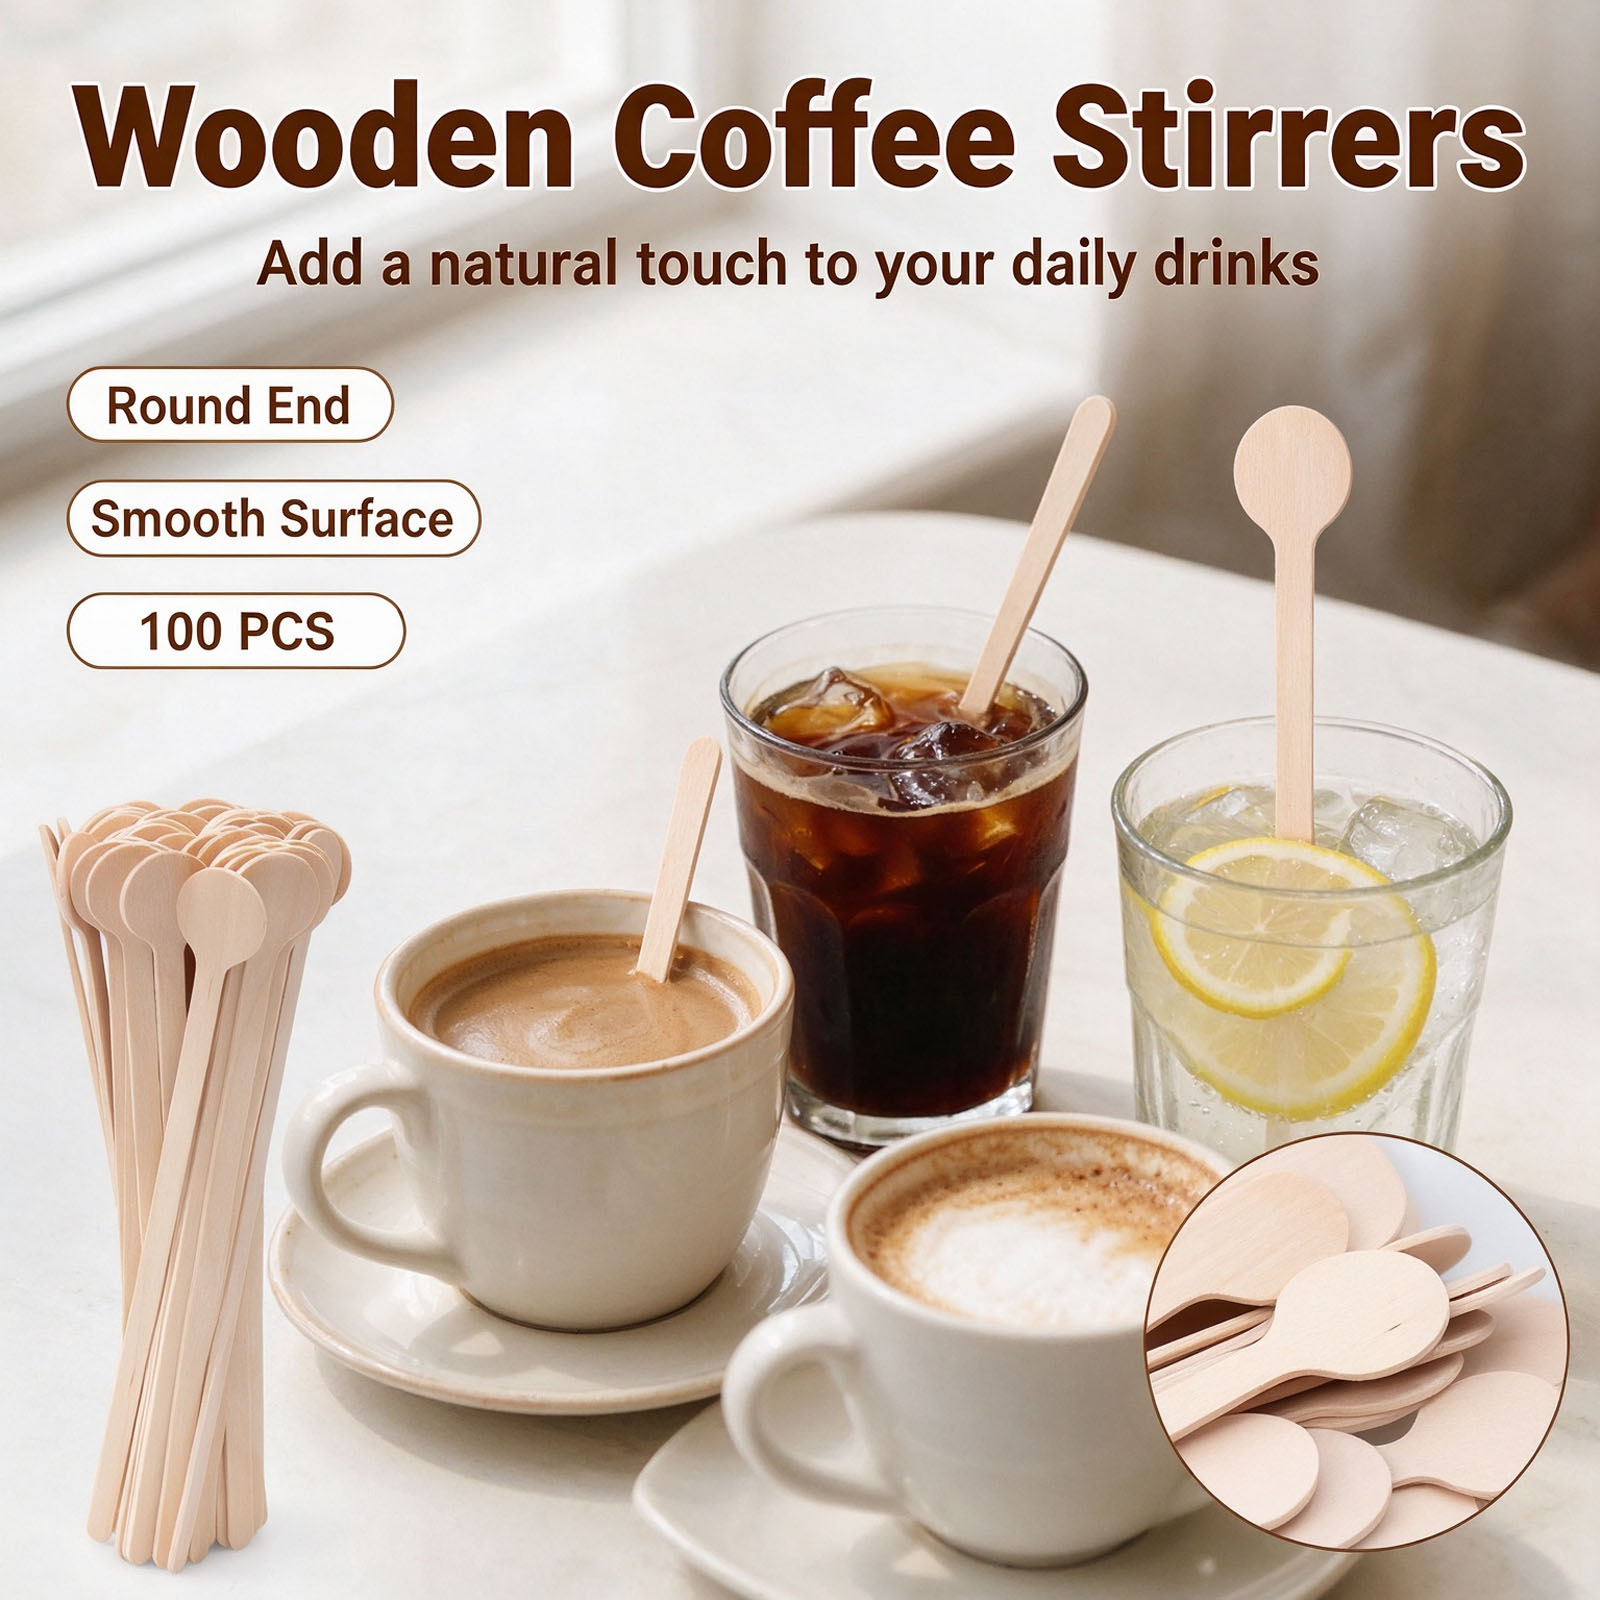 Wooden Coffee Stirrers
Add a natural touch to your daily drinks
Round End
Smooth Surface
100 PCS